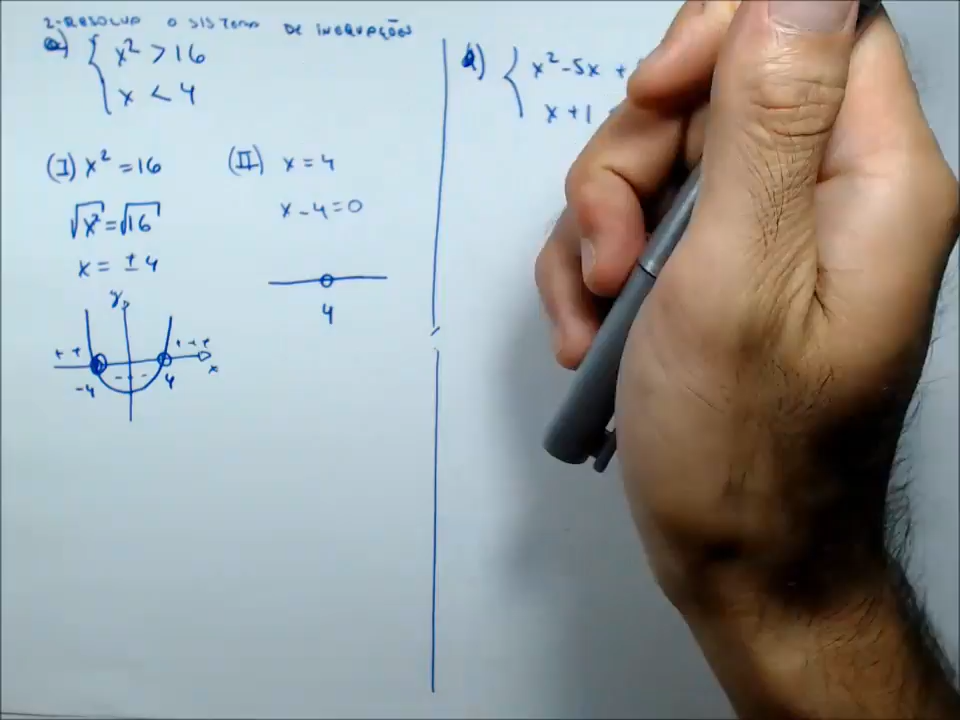 2-RESOLVA O SISTEMA DE INEQUAÇÕES
a) { x² > 16
x < 4
(I) x² = 16
√x² = √16
x = ± 4
y
+ +
- - -
+ + +
-4
4
x
(II) x = 4
x - 4 = 0
4
{ x² - 5x +
x + 1